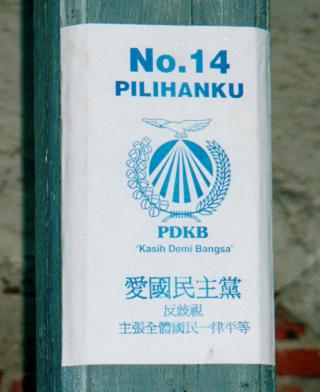 No.14
PILIHANKU
PDKB
'Kasih Demi Bangsa'
愛國民主黨
反歧視
主張全體國民一律平等